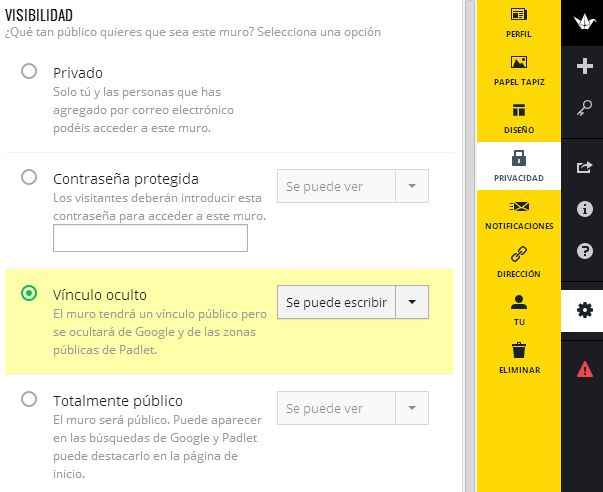 VISIBILIDAD
¿Qué tan público quieres que sea este muro? Selecciona una opción
Privado
Solo tú y las personas que has
agregado por correo electrónico
podéis acceder a este muro.
Contraseña protegida
Los visitantes deberán introducir esta
contraseña para acceder a este muro.
Se puede ver
Vínculo oculto
El muro tendrá un vínculo público pero
se ocultará de Google y de las zonas
públicas de Padlet.
Se puede escribir
Totalmente público
El muro será público. Puede aparecer
en las búsquedas de Google y Padlet
puede destacarlo en la página de
inicio.
Se puede ver
PERFIL
PAPEL TAPIZ
DISEÑO
PRIVACIDAD
NOTIFICACIONES
DIRECCIÓN
TU
ELIMINAR